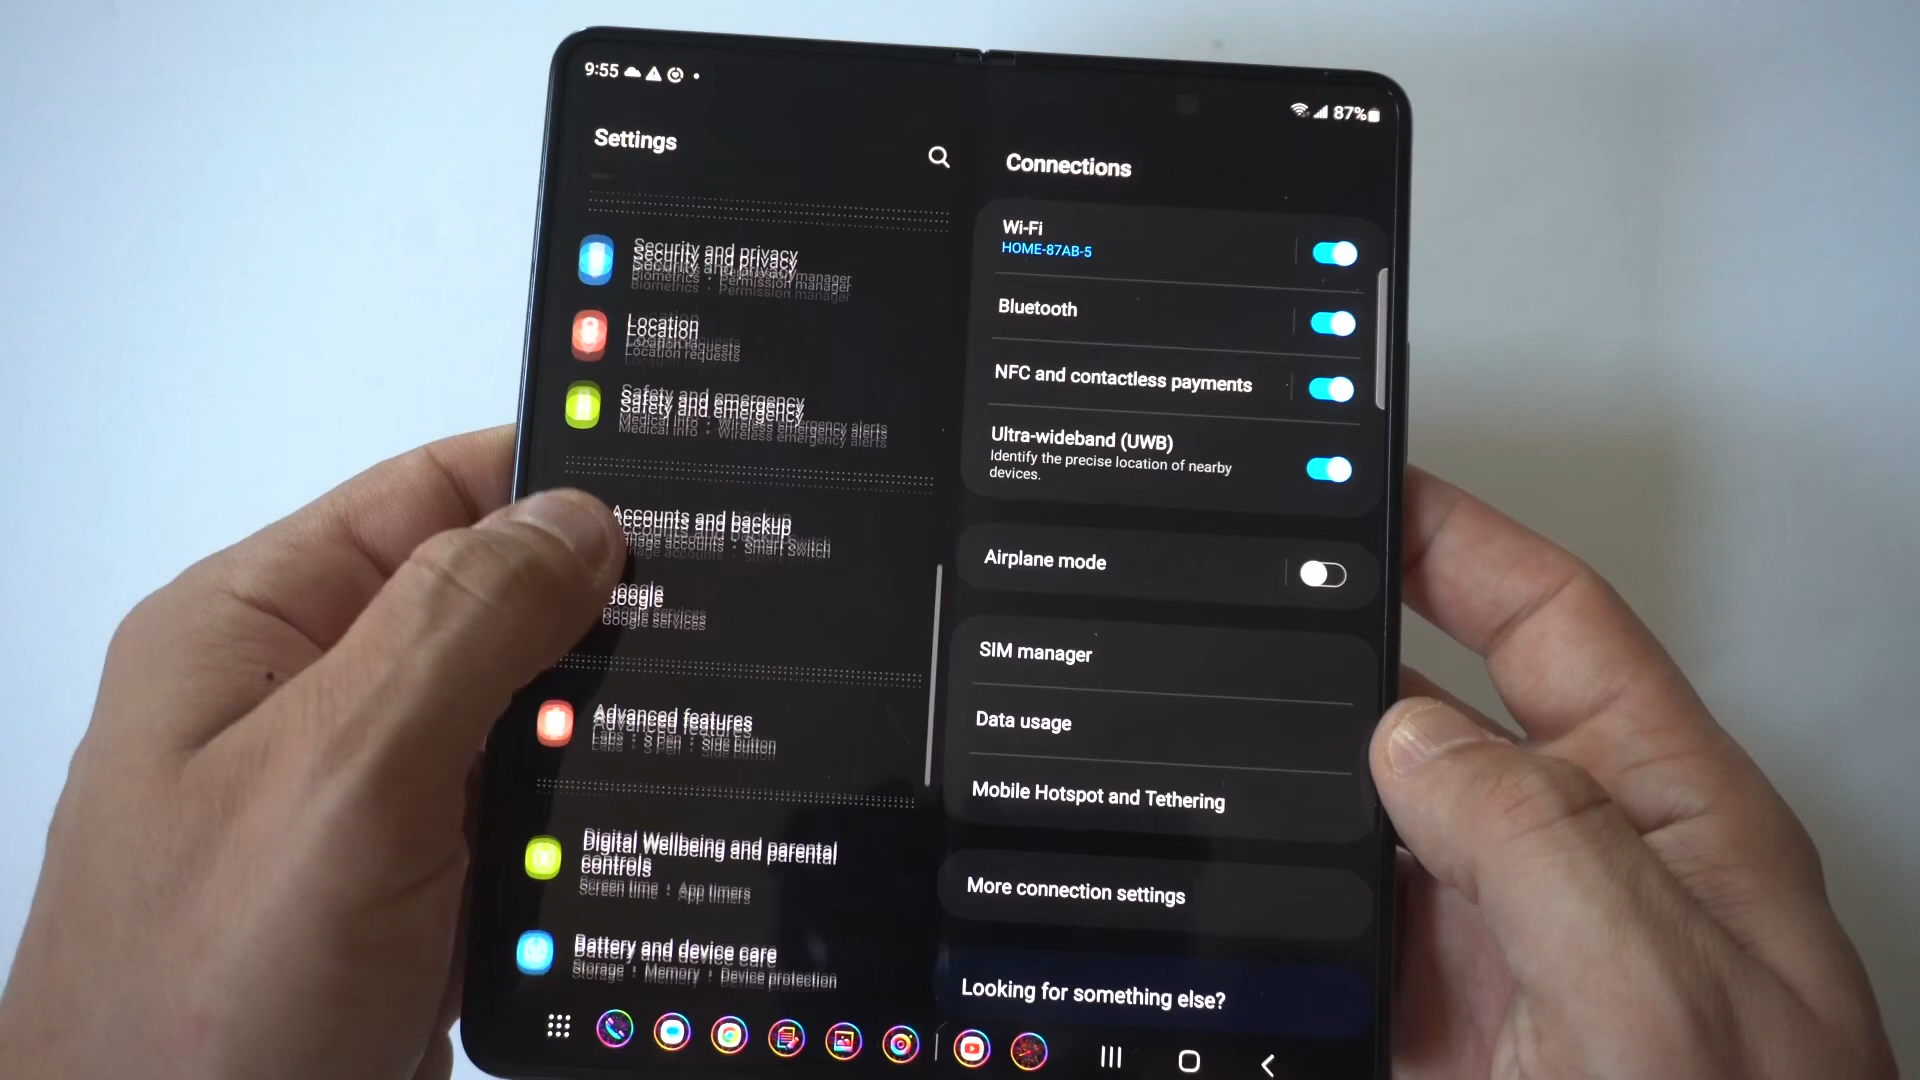 9:55
87%
Settings
Security and privacy
Biometrics • Permission manager
Location
Location requests
Safety and emergency
Medical info • Wireless emergency alerts
Accounts and backup
accounts • Smart Switch
Google services
Advanced features
Labs • S Pen • Side button
Digital Wellbeing and parental
controls
Screen time • App timers
Battery and device care
Storage • Memory • Device protection
Connections
Wi-Fi
HOME-87AB-5
Bluetooth
NFC and contactless payments
Ultra-wideband (UWB)
Identify the precise location of nearby
devices.
Airplane mode
SIM manager
Data usage
Mobile Hotspot and Tethering
More connection settings
Looking for something else?